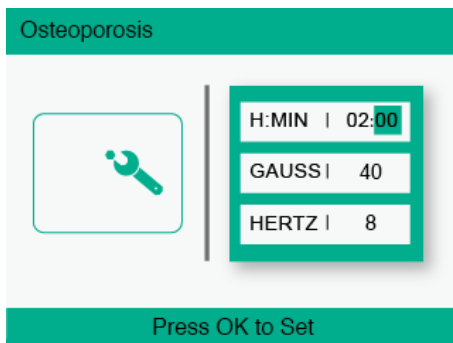 Osteoporosis
H:MIN | 02:00
GAUSS | 40
HERTZ | 8
Press OK to Set